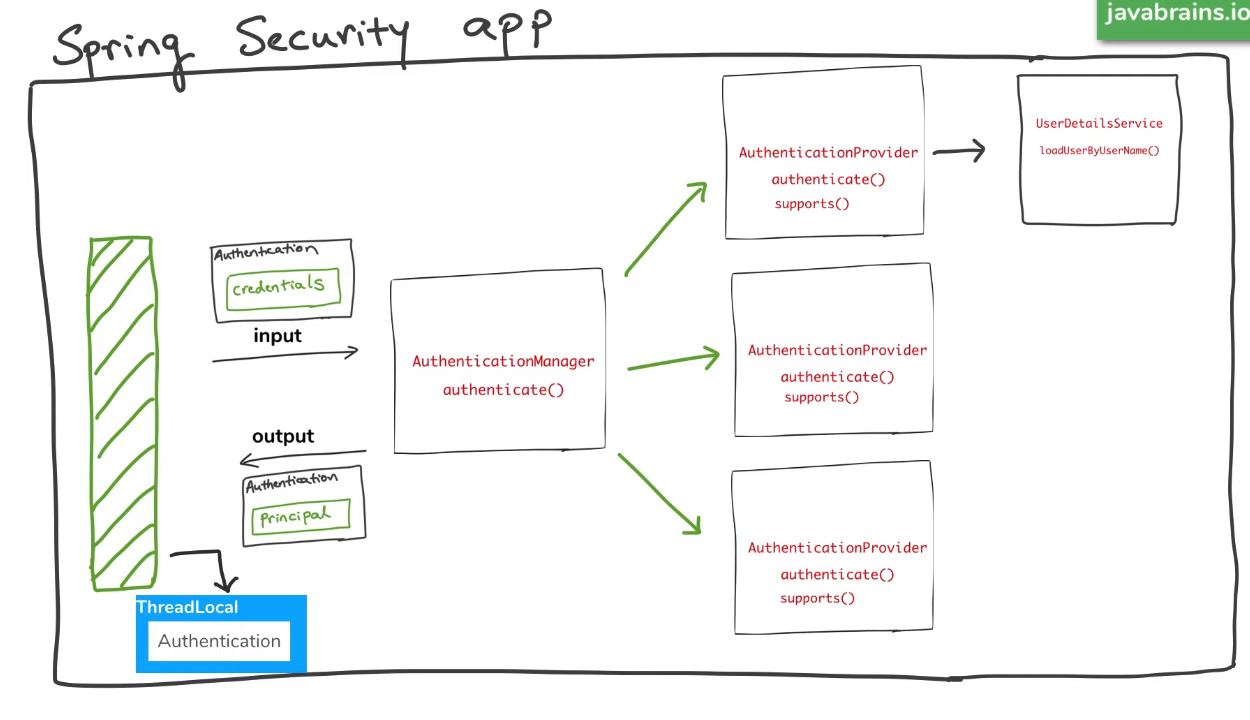 Spring Security app
javabrains.io
AuthenticationProvider
authenticate()
supports()
UserDetailsService
loadUserByUserName()
Authentication
credentials
input
AuthenticationManager
authenticate()
AuthenticationProvider
authenticate()
supports()
output
Authentication
Principal
AuthenticationProvider
authenticate()
supports()
ThreadLocal
Authentication